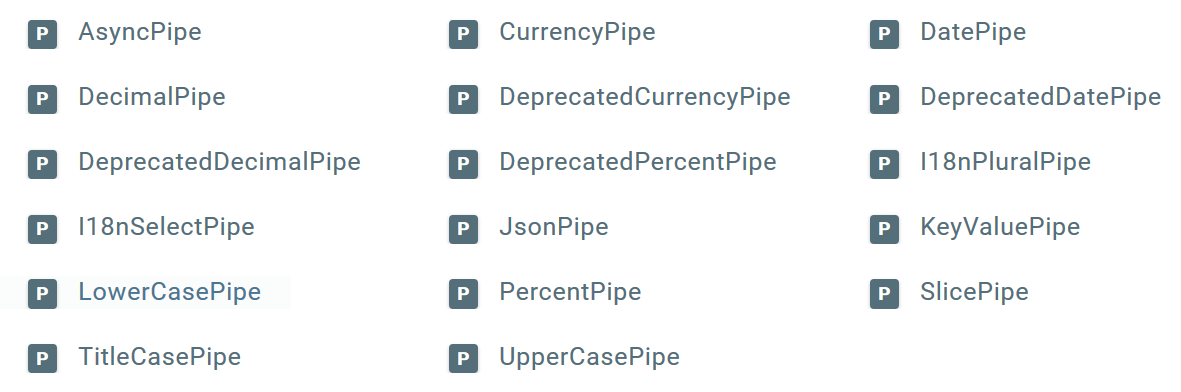 P AsyncPipe
P CurrencyPipe
P DatePipe
P DecimalPipe
P DeprecatedCurrencyPipe
P DeprecatedDatePipe
P DeprecatedDecimalPipe
P DeprecatedPercentPipe
P I18nPluralPipe
P I18nSelectPipe
P JsonPipe
P KeyValuePipe
P LowerCasePipe
P PercentPipe
P SlicePipe
P TitleCasePipe
P UpperCasePipe